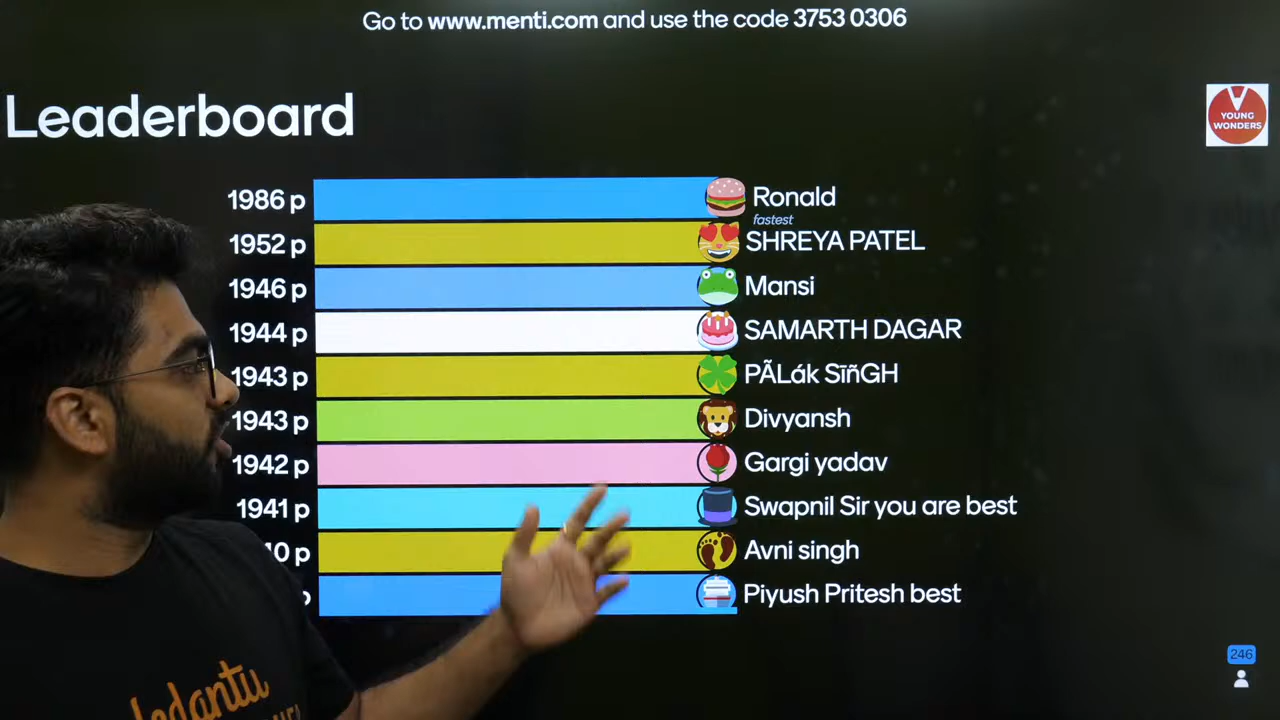 Go to www.menti.com and use the code 3753 0306
Leaderboard
YOUNG
WONDERS
1986 p Ronald
fastest
1952 p SHREYA PATEL
1946 p Mansi
1944 p SAMARTH DAGAR
1943 p PÃLák SīñGH
1943 p Divyansh
1942 p Gargi yadav
1941 p Swapnil Sir you are best
0 p Avni singh
p Piyush Pritesh best
246